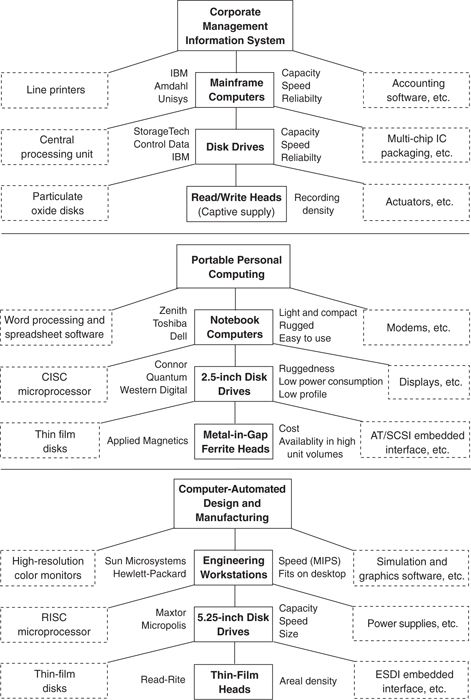 Corporate
Management
Information System
Line printers
IBM
Amdahl
Unisys
Mainframe
Computers
Capacity
Speed
Reliabilty
Accounting
software, etc.
Central
processing unit
StorageTech
Control Data
IBM
Disk Drives
Capacity
Speed
Reliabilty
Multi-chip IC
packaging, etc.
Particulate
oxide disks
Read/Write Heads
(Captive supply)
Recording
density
Actuators, etc.
Portable Personal
Computing
Word processing and
spreadsheet software
Zenith
Toshiba
Dell
Notebook
Computers
Light and compact
Rugged
Easy to use
Modems, etc.
CISC
microprocessor
Connor
Quantum
Western Digital
2.5-inch Disk
Drives
Ruggedness
Low power consumption
Low profile
Displays, etc.
Thin film
disks
Applied Magnetics
Metal-in-Gap
Ferrite Heads
Cost
Availablity in high
unit volumes
AT/SCSI embedded
interface, etc.
Computer-Automated
Design and
Manufacturing
High-resolution
color monitors
Sun Microsystems
Hewlett-Packard
Engineering
Workstations
Speed (MIPS)
Fits on desktop
Simulation and
graphics software, etc.
RISC
microprocessor
Maxtor
Micropolis
5.25-inch Disk
Drives
Capacity
Speed
Size
Power supplies, etc.
Thin-film
disks
Read-Rite
Thin-Film
Heads
Areal density
ESDI embedded
interface, etc.